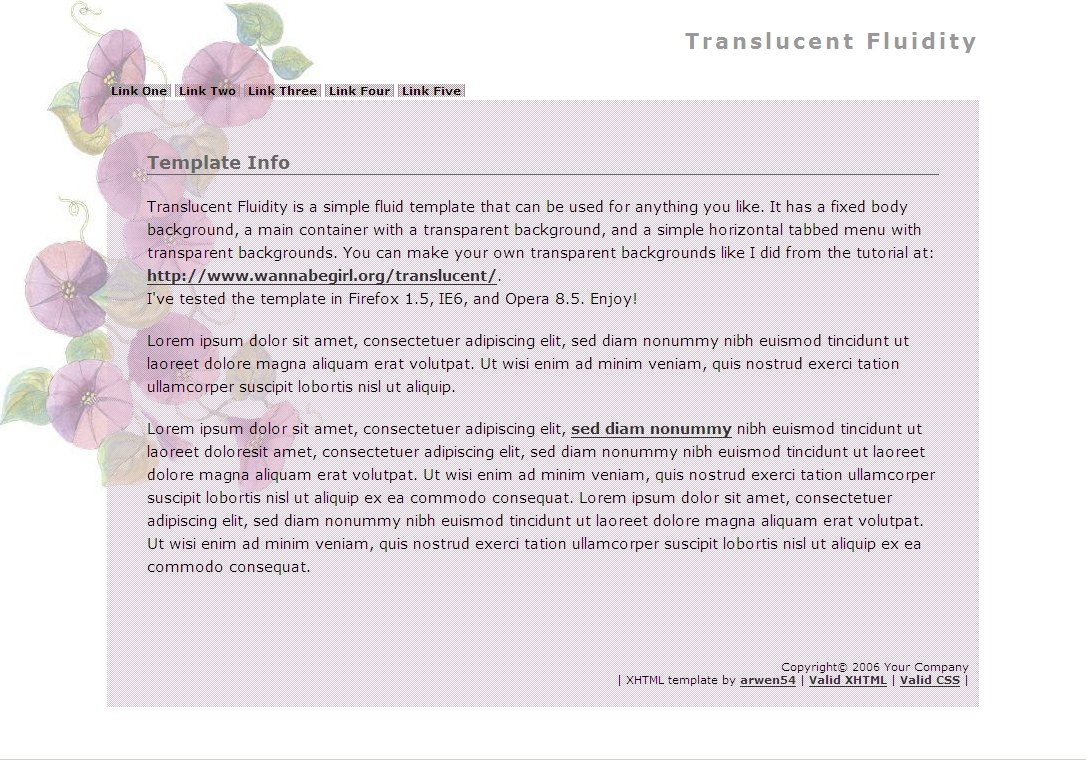 Translucent Fluidity
Link One Link Two Link Three Link Four Link Five
Template Info
Translucent Fluidity is a simple fluid template that can be used for anything you like. It has a fixed body
background, a main container with a transparent background, and a simple horizontal tabbed menu with
transparent backgrounds. You can make your own transparent backgrounds like I did from the tutorial at:
http://www.wannabegirl.org/translucent/.
I've tested the template in Firefox 1.5, IE6, and Opera 8.5. Enjoy!
Lorem ipsum dolor sit amet, consectetuer adipiscing elit, sed diam nonummy nibh euismod tincidunt ut
laoreet dolore magna aliquam erat volutpat. Ut wisi enim ad minim veniam, quis nostrud exerci tation
ullamcorper suscipit lobortis nisl ut aliquip.
Lorem ipsum dolor sit amet, consectetuer adipiscing elit, sed diam nonummy nibh euismod tincidunt ut
laoreet doloresit amet, consectetuer adipiscing elit, sed diam nonummy nibh euismod tincidunt ut laoreet
dolore magna aliquam erat volutpat. Ut wisi enim ad minim veniam, quis nostrud exerci tation ullamcorper
suscipit lobortis nisl ut aliquip ex ea commodo consequat. Lorem ipsum dolor sit amet, consectetuer
adipiscing elit, sed diam nonummy nibh euismod tincidunt ut laoreet dolore magna aliquam erat volutpat.
Ut wisi enim ad minim veniam, quis nostrud exerci tation ullamcorper suscipit lobortis nisl ut aliquip ex ea
commodo consequat.
Copyright© 2006 Your Company
| XHTML template by arwen54 | Valid XHTML | Valid CSS |